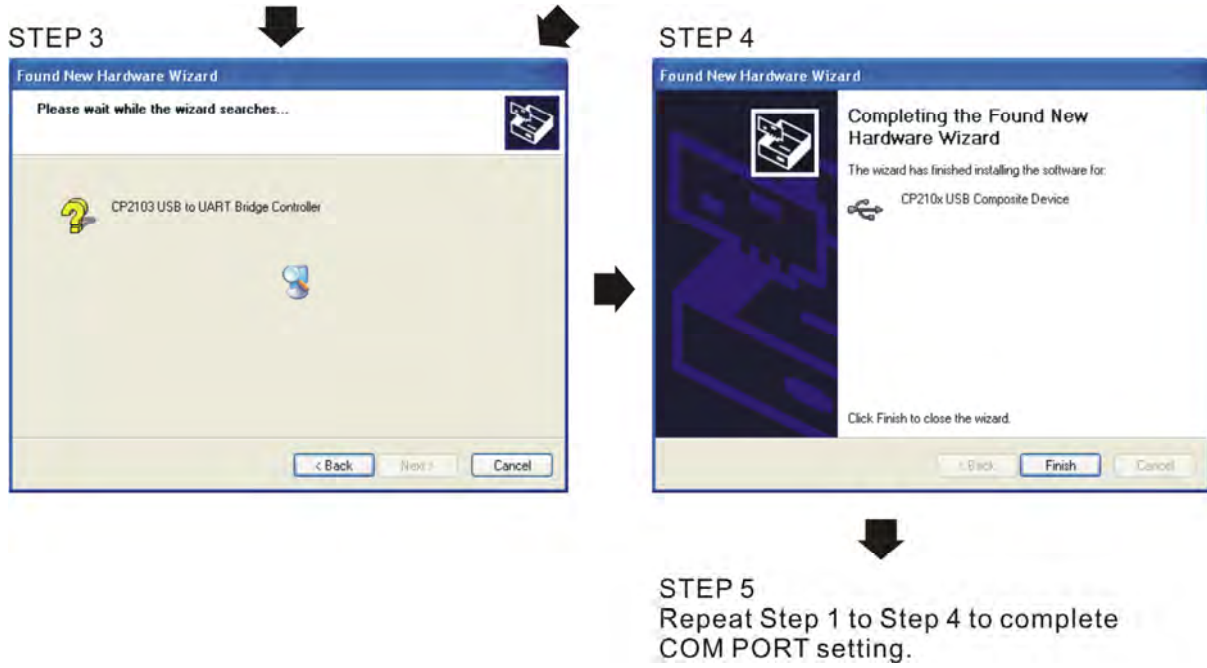 STEP 3
Found New Hardware Wizard
Please wait while the wizard searches...
CP2103 USB to UART Bridge Controller
< Back
Next >
Cancel
STEP 4
Found New Hardware Wizard
Completing the Found New
Hardware Wizard
The wizard has finished installing the software for:
CP210x USB Composite Device
Click Finish to close the wizard.
< Back
Finish
Cancel
STEP 5
Repeat Step 1 to Step 4 to complete
COM PORT setting.